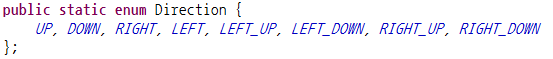 public static enum Direction {
    UP, DOWN, RIGHT, LEFT, LEFT_UP, LEFT_DOWN, RIGHT_UP, RIGHT_DOWN
};